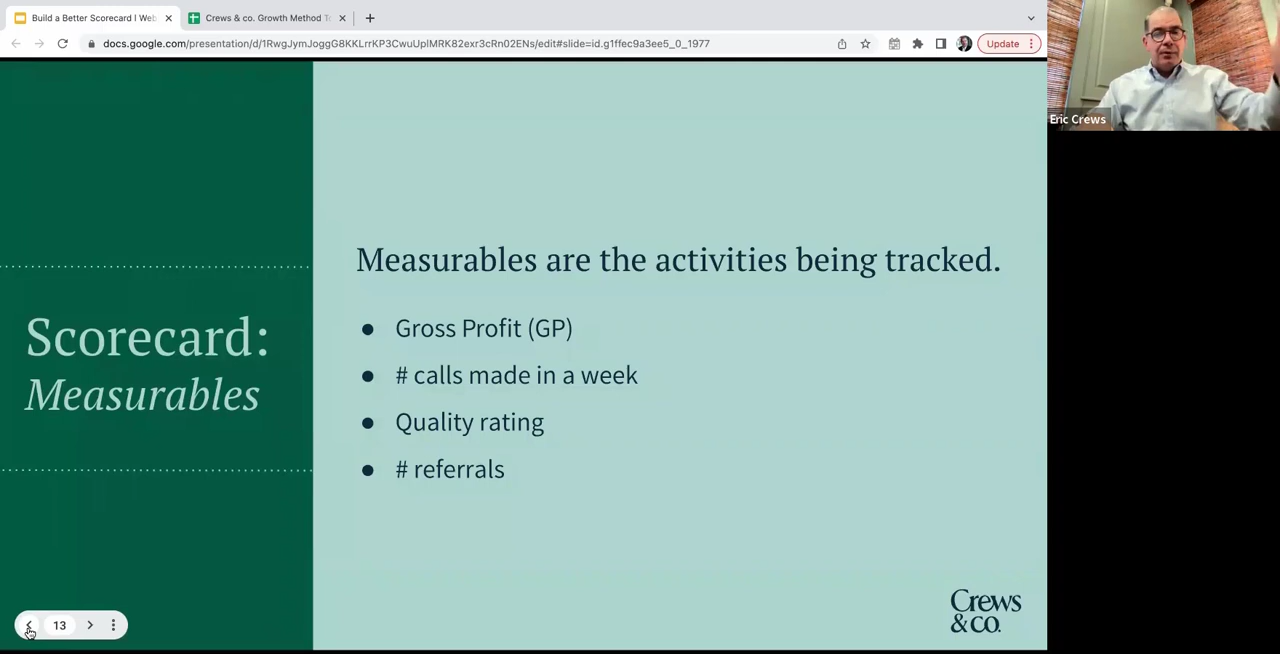 Build a Better Scorecard I Web
Crews & co. Growth Method To
docs.google.com/presentation/d/1RwgJymJoggG8KKLrrKP3CwuUplMRK82exr3cRn02ENs/edit#slide=id.g1ffec9a3ee5_0_1977
Update
Eric Crews
Scorecard:
Measurables
Measurables are the activities being tracked.
● Gross Profit (GP)
● # calls made in a week
● Quality rating
● # referrals
Crews
& CO.
13